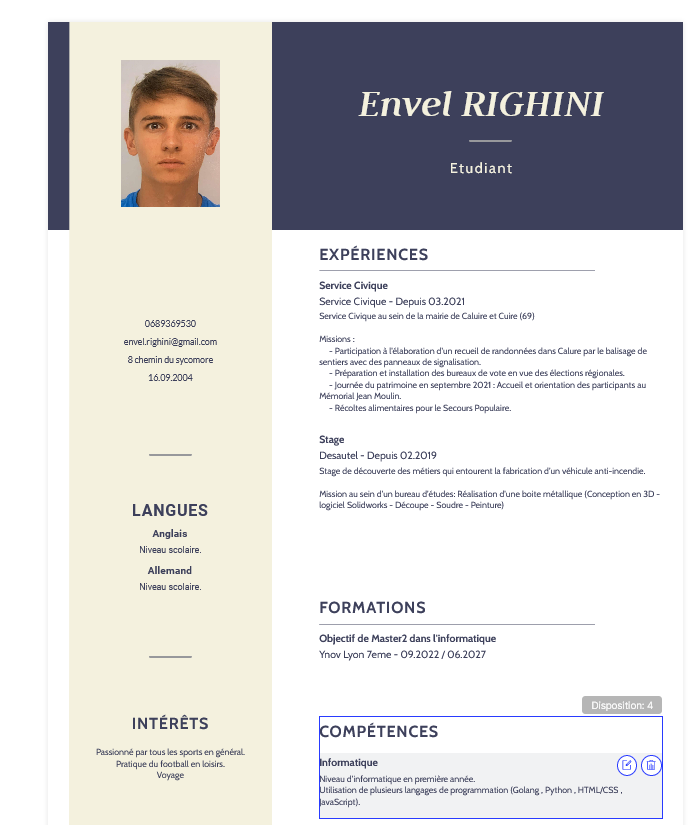 Envel RIGHINI
Etudiant
0689369530
envel.righini@gmail.com
8 chemin du sycomore
16.09.2004
LANGUES
Anglais
Niveau scolaire.
Allemand
Niveau scolaire.
INTÉRÊTS
Passionné par tous les sports en général.
Pratique du football en loisirs.
Voyage
EXPÉRIENCES
Service Civique
Service Civique - Depuis 03.2021
Service Civique au sein de la mairie de Caluire et Cuire (69)
Missions :
- Participation à l'élaboration d'un recueil de randonnées dans Calure par le balisage de
sentiers avec des panneaux de signalisation.
- Préparation et installation des bureaux de vote en vue des élections régionales.
- Journée du patrimoine en septembre 2021 : Accueil et orientation des participants au
Mémorial Jean Moulin.
- Récoltes alimentaires pour le Secours Populaire.
Stage
Desautel - Depuis 02.2019
Stage de découverte des métiers qui entourent la fabrication d'un véhicule anti-incendie.
Mission au sein d'un bureau d'études: Réalisation d'une boite métallique (Conception en 3D -
logiciel Solidworks - Découpe - Soudre - Peinture)
FORMATIONS
Objectif de Master2 dans l'informatique
Ynov Lyon 7eme - 09.2022 / 06.2027
Disposition: 4
COMPÉTENCES
Informatique
Niveau d'informatique en première année.
Utilisation de plusieurs langages de programmation (Golang , Python , HTML/CSS ,
JavaScript).